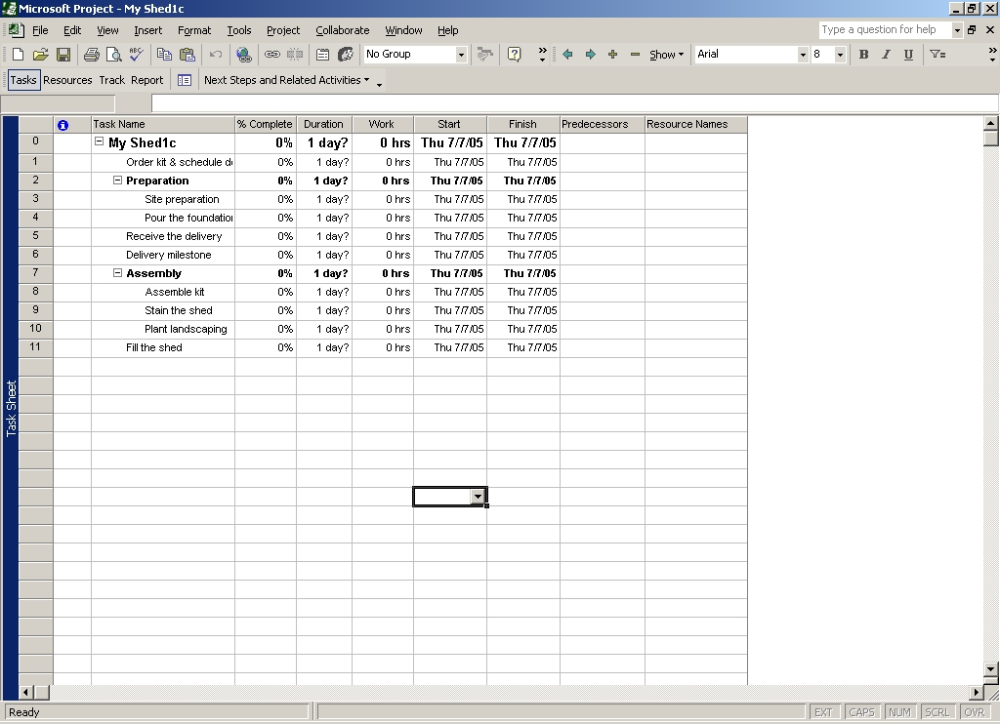 Microsoft Project - My Shed1c
File Edit View Insert Format Tools Project Collaborate Window Help Type a question for help
No Group Show Arial 8 B I U
Tasks Resources Track Report Next Steps and Related Activities
Task Name % Complete Duration Work Start Finish Predecessors Resource Names
0 My Shed1c 0% 1 day? 0 hrs Thu 7/7/05 Thu 7/7/05
1 Order kit & schedule de 0% 1 day? 0 hrs Thu 7/7/05 Thu 7/7/05
2 Preparation 0% 1 day? 0 hrs Thu 7/7/05 Thu 7/7/05
3 Site preparation 0% 1 day? 0 hrs Thu 7/7/05 Thu 7/7/05
4 Pour the foundation 0% 1 day? 0 hrs Thu 7/7/05 Thu 7/7/05
5 Receive the delivery 0% 1 day? 0 hrs Thu 7/7/05 Thu 7/7/05
6 Delivery milestone 0% 1 day? 0 hrs Thu 7/7/05 Thu 7/7/05
7 Assembly 0% 1 day? 0 hrs Thu 7/7/05 Thu 7/7/05
8 Assemble kit 0% 1 day? 0 hrs Thu 7/7/05 Thu 7/7/05
9 Stain the shed 0% 1 day? 0 hrs Thu 7/7/05 Thu 7/7/05
10 Plant landscaping 0% 1 day? 0 hrs Thu 7/7/05 Thu 7/7/05
11 Fill the shed 0% 1 day? 0 hrs Thu 7/7/05 Thu 7/7/05
Task Sheet
Ready EXT CAPS NUM SCRL OVR